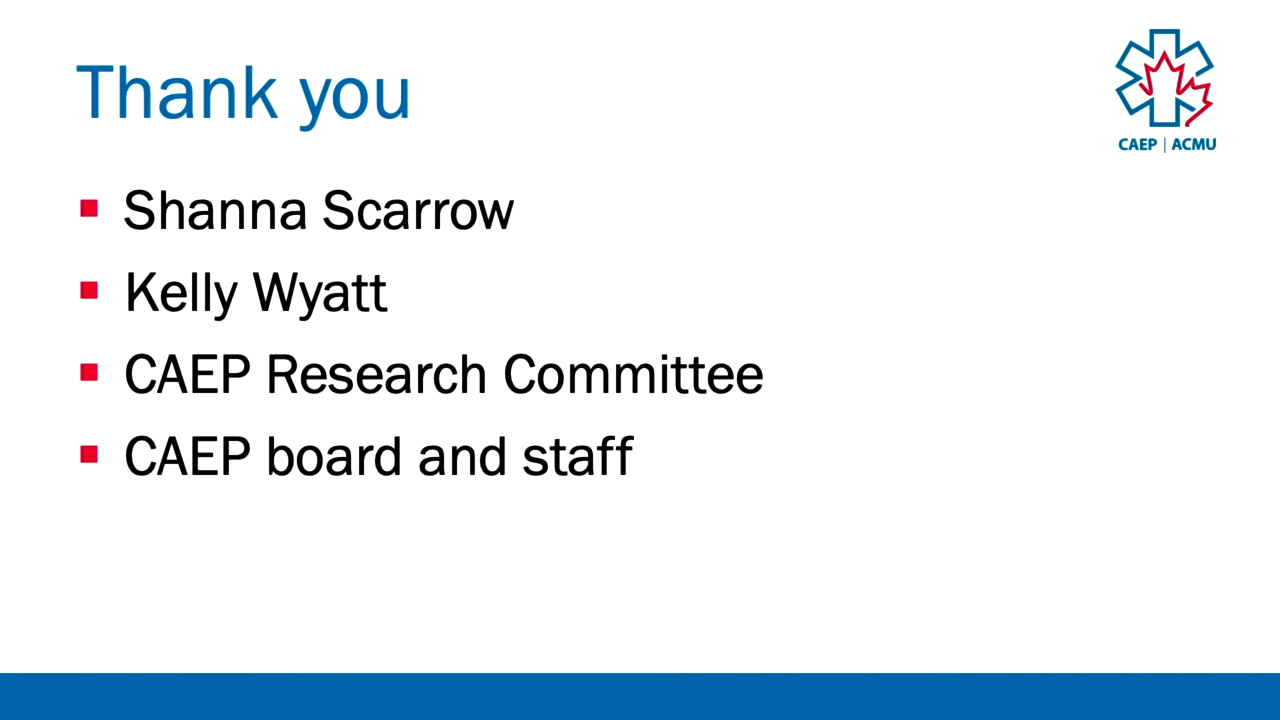 Thank you
CAEP | ACMU
Shanna Scarrow
Kelly Wyatt
CAEP Research Committee
CAEP board and staff